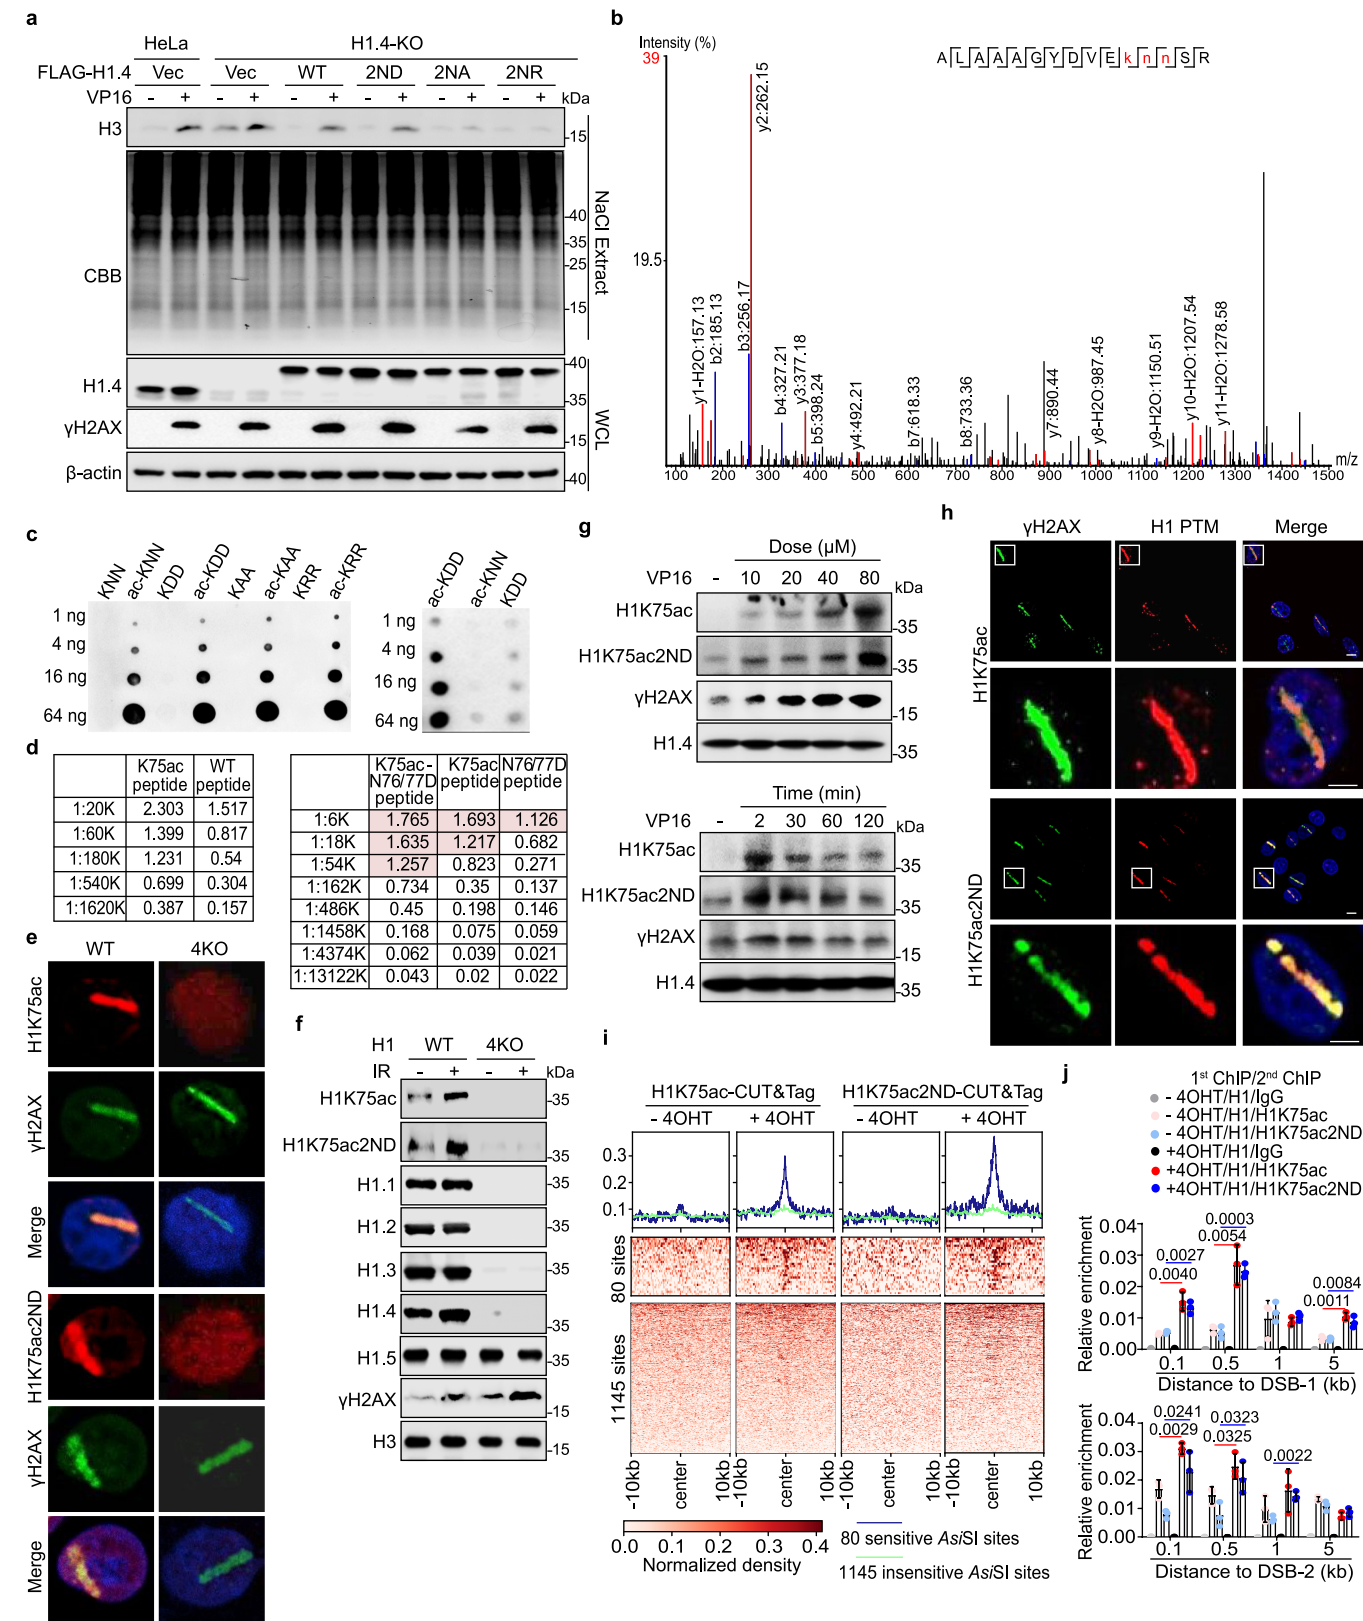 a
HeLa
H1.4-KO
FLAG-H1.4
Vec
Vec
WT
2ND
2NA
2NR
VP16
-
+
-
+
-
+
-
+
-
+
-
+
kDa
H3
-15
CBB
-40
-35
-25
-15
NaCl Extract
H1.4
-40
-35
γH2AX
-15
β-actin
-40
WCL
b
Intensity (%)
39
19.5
A L A A A G Y D V E k n n S R
y1-H2O:157.13
b2:185.13
b3:256.17
y2:262.15
b4:327.21
y3:377.18
b5:398.24
y4:492.21
b7:618.33
b8:733.36
y7:890.44
y8-H2O:987.45
y9-H2O:1150.51
y10-H2O:1207.54
y11-H2O:1278.58
100 200 300 400 500 600 700 800 900 1000 1100 1200 1300 1400 1500
m/z
c
KNN
ac-KNN
KDD
ac-KDD
KAA
ac-KAA
KRR
ac-KRR
1 ng
4 ng
16 ng
64 ng
ac-KDD
ac-KNN
KDD
1 ng
4 ng
16 ng
64 ng
d
K75ac peptide
WT peptide
1:20K 2.303 1.517
1:60K 1.399 0.817
1:180K 1.231 0.54
1:540K 0.699 0.304
1:1620K 0.387 0.157
K75ac-N76/77D peptide
K75ac peptide
N76/77D peptide
1:6K 1.765 1.693 1.126
1:18K 1.635 1.217 0.682
1:54K 1.257 0.823 0.271
1:162K 0.734 0.35 0.137
1:486K 0.45 0.198 0.146
1:1458K 0.168 0.075 0.059
1:4374K 0.062 0.039 0.021
1:13122K 0.043 0.02 0.022
e
WT
4KO
H1K75ac
γH2AX
Merge
H1K75ac2ND
γH2AX
Merge
f
H1
WT
4KO
IR
-
+
-
+
kDa
H1K75ac
-35
H1K75ac2ND
-35
H1.1
-35
H1.2
-35
H1.3
-35
H1.4
-35
H1.5
-35
γH2AX
-15
H3
-15
g
Dose (μM)
VP16
-
10
20
40
80
kDa
H1K75ac
-35
H1K75ac2ND
-35
γH2AX
-15
H1.4
-35
Time (min)
VP16
-
2
30
60
120
kDa
H1K75ac
-35
H1K75ac2ND
-35
γH2AX
-15
H1.4
-35
h
γH2AX
H1 PTM
Merge
H1K75ac
H1K75ac2ND
i
H1K75ac-CUT&Tag
H1K75ac2ND-CUT&Tag
- 4OHT
+ 4OHT
- 4OHT
+ 4OHT
0.3
0.2
0.1
80 sites
1145 sites
-10kb
center
10kb
-10kb
center
10kb
-10kb
center
10kb
-10kb
center
10kb
0.0 0.1 0.2 0.3 0.4
Normalized density
80 sensitive AsiSI sites
1145 insensitive AsiSI sites
j
1st ChIP/2nd ChIP
- 4OHT/H1/IgG
- 4OHT/H1/H1K75ac
- 4OHT/H1/H1K75ac2ND
+4OHT/H1/IgG
+4OHT/H1/H1K75ac
+4OHT/H1/H1K75ac2ND
Relative enrichment
0.04
0.03
0.02
0.01
0.00
0.0027
0.0040
0.0003
0.0054
0.0084
0.0011
0.1
0.5
1
5
Distance to DSB-1 (kb)
Relative enrichment
0.04
0.03
0.02
0.01
0.00
0.0241
0.0029
0.0323
0.0325
0.0022
0.1
0.5
1
5
Distance to DSB-2 (kb)